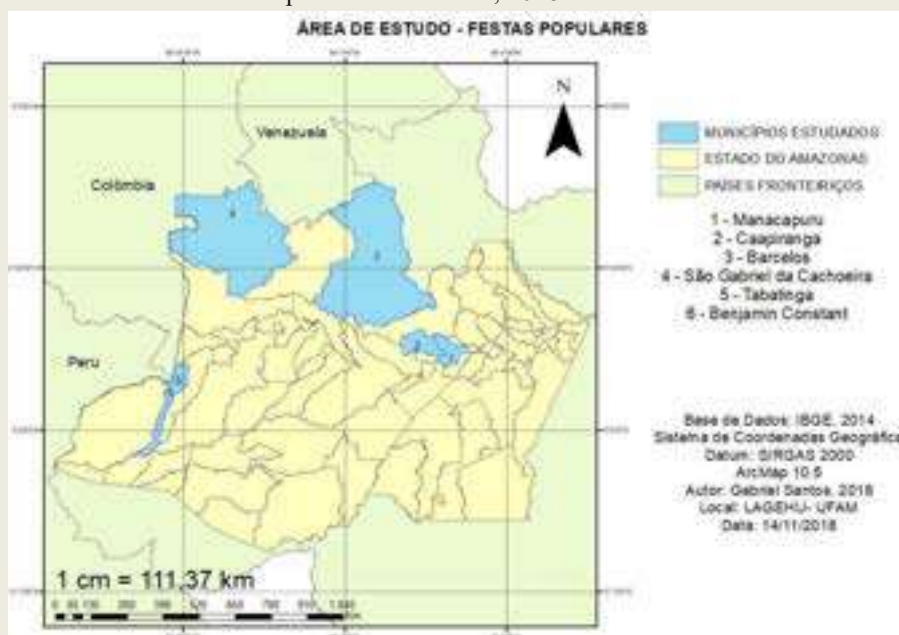 ÁREA DE ESTUDO - FESTAS POPULARES
N
Venezuela
Colômbia
Peru
MUNICÍPIOS ESTUDADOS
ESTADO DO AMAZONAS
PAÍSES FRONTEIRIÇOS
1 - Manacapuru
2 - Caapiranga
3 - Barcelos
4 - São Gabriel da Cachoeira
5 - Tabatinga
6 - Benjamin Constant
Base de Dados: IBGE, 2014
Sistema de Coordenadas Geográfica
Datum: SIRGAS 2000
ArcMap 10.5
Autor: Gabriel Santos, 2018
Local: LAGEHU- UFAM
Data: 14/11/2018
1 cm = 111,37 km